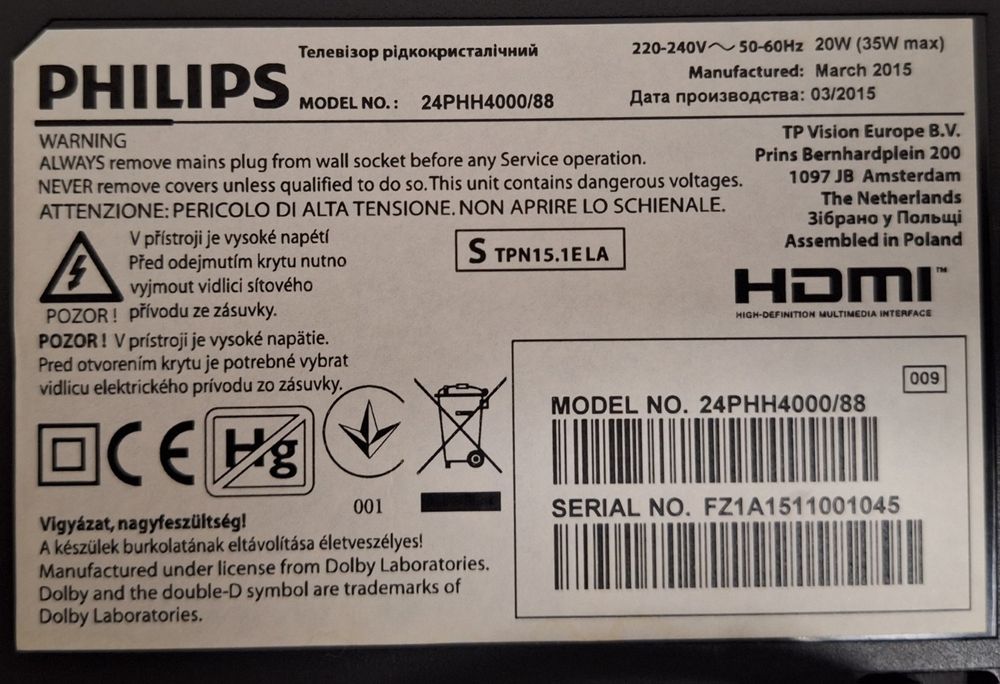 Телевізор рідкокристалічний
220-240V～ 50-60Hz 20W (35W max)
PHILIPS
MODEL NO.: 24PHH4000/88
Manufactured: March 2015
Дата производства: 03/2015
WARNING
ALWAYS remove mains plug from wall socket before any Service operation.
NEVER remove covers unless qualified to do so. This unit contains dangerous voltages.
ATTENZIONE: PERICOLO DI ALTA TENSIONE. NON APRIRE LO SCHIENALE.
TP Vision Europe B.V.
Prins Bernhardplein 200
1097 JB Amsterdam
The Netherlands
Зібрано у Польщі
Assembled in Poland
V přístroji je vysoké napětí
Před odejmutím krytu nutno
vyjmout vidlici síťového
POZOR! přívodu ze zásuvky.
S TPN15.1E LA
HDMI™
HIGH-DEFINITION MULTIMEDIA INTERFACE
POZOR! V prístroji je vysoké napätie.
Pred otvorením krytu je potrebné vybrat
vidlicu elektrického prívodu zo zásuvky.
CE
Hg
001
009
MODEL NO. 24PHH4000/88
SERIAL NO. FZ1A1511001045
Vigyázat, nagyfeszültség!
A készülek burkolatának eltávolítása életveszélyes!
Manufactured under license from Dolby Laboratories.
Dolby and the double-D symbol are trademarks of
Dolby Laboratories.